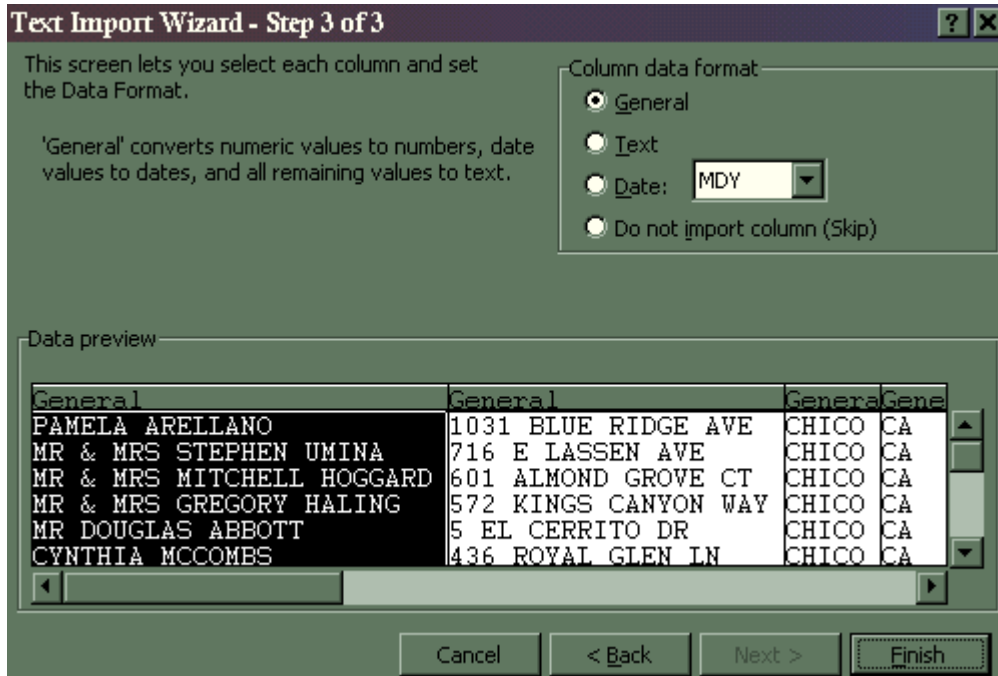 Text Import Wizard - Step 3 of 3
This screen lets you select each column and set
the Data Format.
'General' converts numeric values to numbers, date
values to dates, and all remaining values to text.
Column data format
General
Text
Date: MDY
Do not import column (Skip)
Data preview
General General Genera Gene
PAMELA ARELLANO 1031 BLUE RIDGE AVE CHICO CA
MR & MRS STEPHEN UMINA 716 E LASSEN AVE CHICO CA
MR & MRS MITCHELL HOGGARD 601 ALMOND GROVE CT CHICO CA
MR & MRS GREGORY HALING 572 KINGS CANYON WAY CHICO CA
MR DOUGLAS ABBOTT 5 EL CERRITO DR CHICO CA
CYNTHIA MCCOMBS 436 ROYAL GLEN LN CHICO CA
Cancel < Back Next > Finish